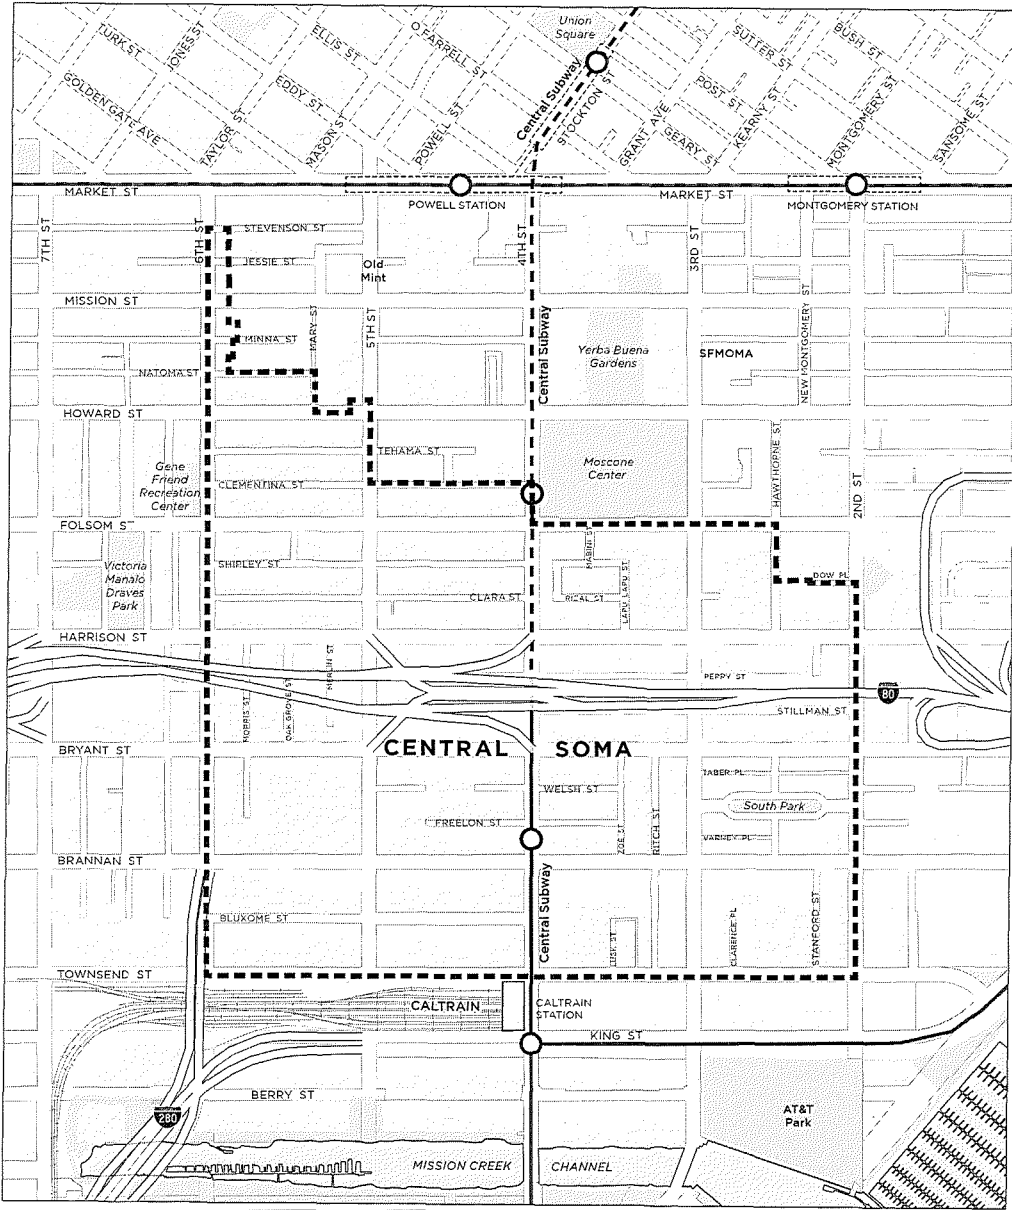 Union
Square
TURK ST
JONES ST
ELLIS ST
O'FARRELL ST
SUTTER ST
BUSH ST
GOLDEN GATE AVE
EDDY ST
Central Subway
STOCKTON ST
POST ST
KEARNY ST
MONTGOMERY ST
SANSOME ST
TAYLOR ST
MASON ST
POWELL ST
GRANT AVE
GEARY ST
MARKET ST
POWELL STATION
MARKET ST
MONTGOMERY STATION
7TH ST
6TH ST
STEVENSON ST
4TH ST
3RD ST
JESSIE ST
Old
Mint
MISSION ST
MARY ST
5TH ST
Central Subway
NEW MONTGOMERY ST
MINNA ST
Yerba Buena
Gardens
SFMOMA
NATOMA ST
HOWARD ST
TEHAMA ST
HAWTHORNE ST
Gene
Friend
Recreation
Center
Moscone
Center
CLEMENTINA ST
2ND ST
FOLSOM ST
SHIPLEY ST
MABINI ST
LAPU LAPU ST
DOW PL
Victoria
Manalo
Draves
Park
CLARA ST
RIZAL ST
HARRISON ST
MERLIN ST
PERRY ST
80
MORRIS ST
OAK GROVE ST
STILLMAN ST
BRYANT ST
CENTRAL SOMA
TABER PL
WELSH ST
South Park
FREELON ST
ZOE ST
RITCH ST
VARNEY PL
BRANNAN ST
Central Subway
BLUXOME ST
LUSK ST
CLARENCE PL
STANFORD ST
TOWNSEND ST
CALTRAIN
CALTRAIN
STATION
KING ST
BERRY ST
280
AT&T
Park
MISSION CREEK CHANNEL